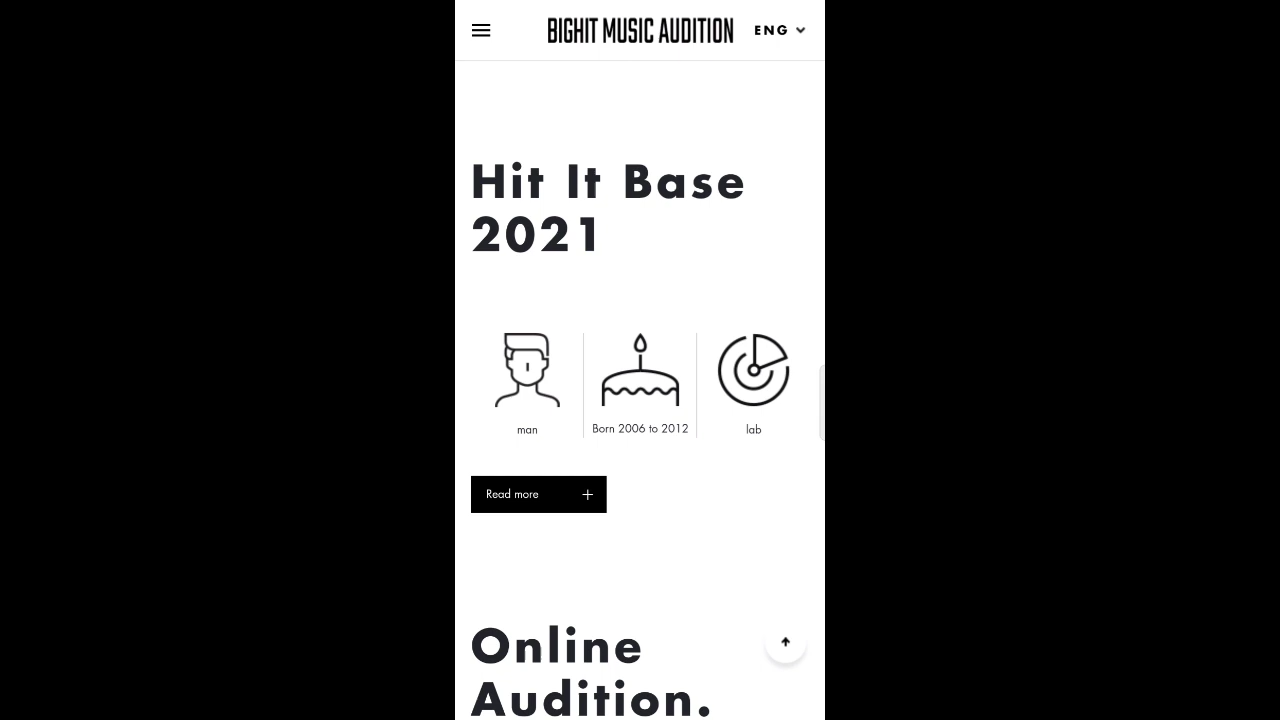 BIGHIT MUSIC AUDITION
ENG
Hit It Base
2021
man
Born 2006 to 2012
lab
Read more
Online
Audition.